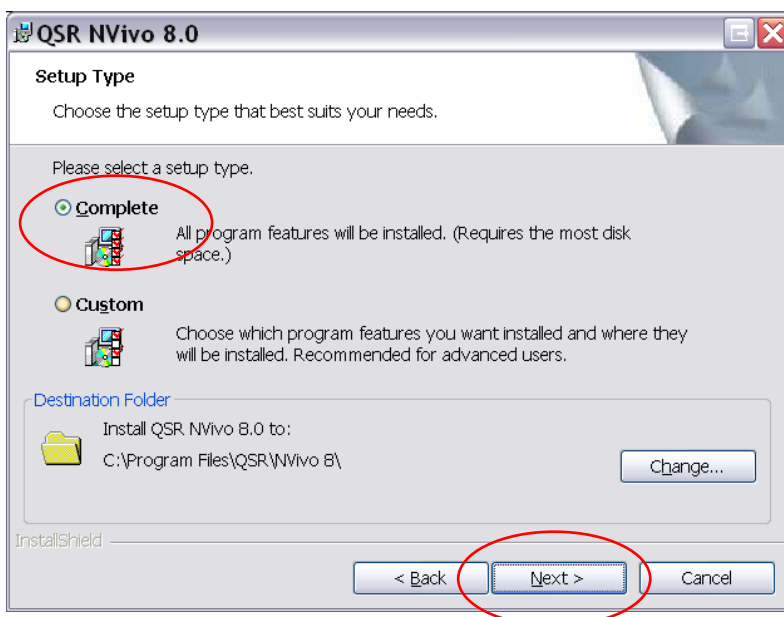 QSR NVivo 8.0
Setup Type
Choose the setup type that best suits your needs.
Please select a setup type.
Complete
All program features will be installed. (Requires the most disk
space.)
Custom
Choose which program features you want installed and where they
will be installed. Recommended for advanced users.
Destination Folder
Install QSR NVivo 8.0 to:
C:\Program Files\QSR\NVivo 8\
Change...
InstallShield
< Back
Next >
Cancel